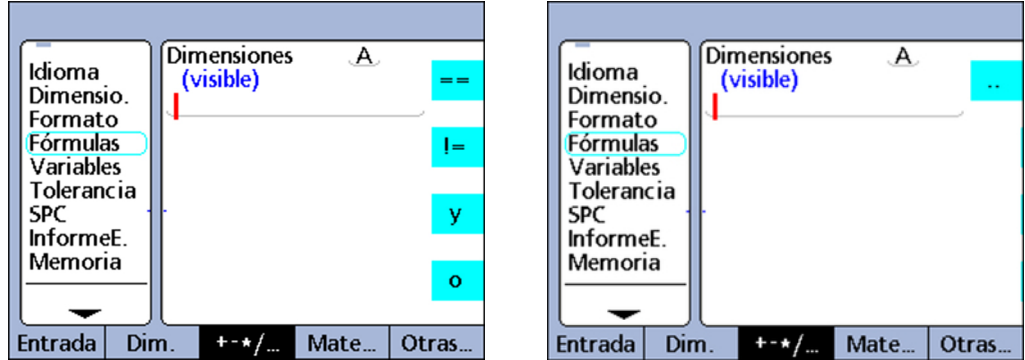 Idioma
Dimensio.
Formato
Fórmulas
Variables
Tolerancia
SPC
InformeE.
Memoria
Dimensiones A
(visible)
==
!=
y
o
Entrada Dim. +-*/... Mate... Otras...
Idioma
Dimensio.
Formato
Fórmulas
Variables
Tolerancia
SPC
InformeE.
Memoria
Dimensiones A
(visible)
..
Entrada Dim. +-*/... Mate... Otras...